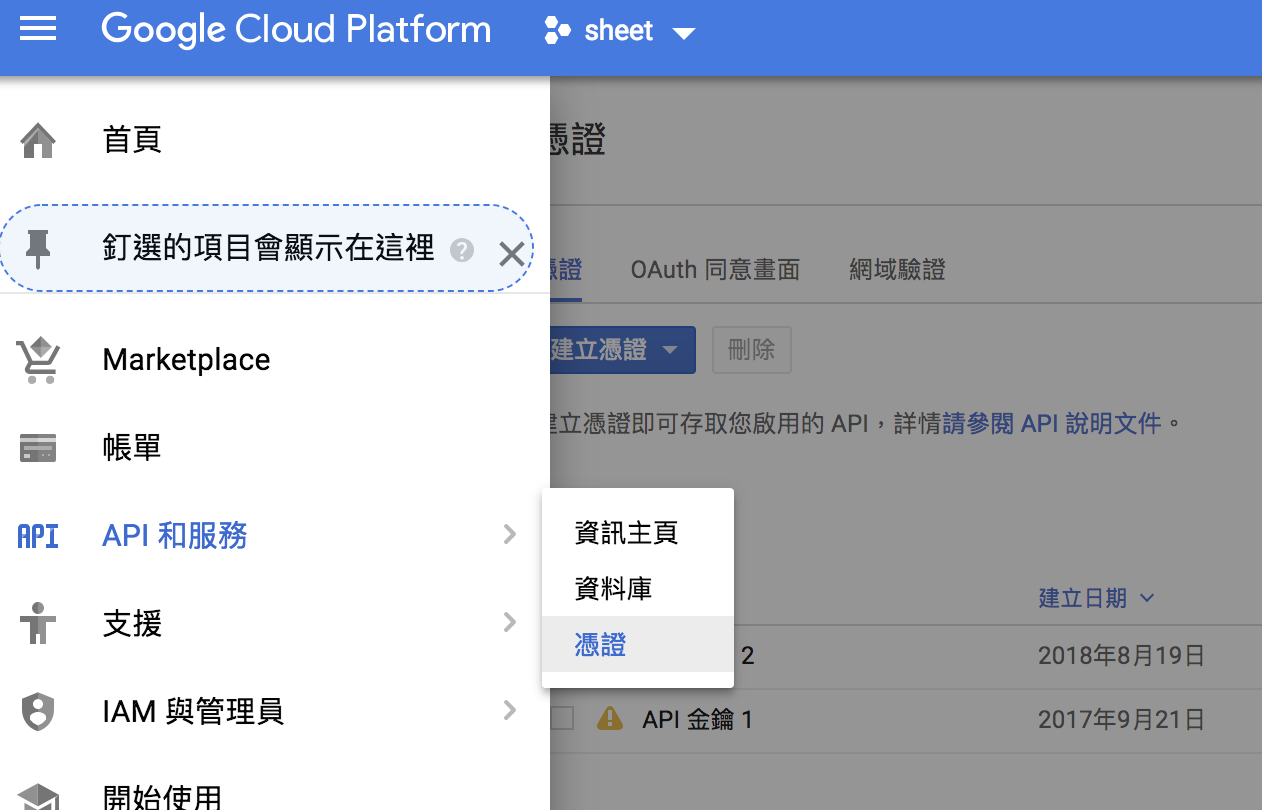 Google Cloud Platform sheet
首頁
釘選的項目會顯示在這裡
Marketplace
帳單
API 和服務
支援
IAM 與管理員
開始使用
資訊主頁
資料庫
憑證
憑證
憑證 OAuth 同意畫面 網域驗證
建立憑證 刪除
建立憑證即可存取您啟用的 API，詳情請參閱 API 說明文件。
建立日期
2 2018年8月19日
API 金鑰 1 2017年9月21日